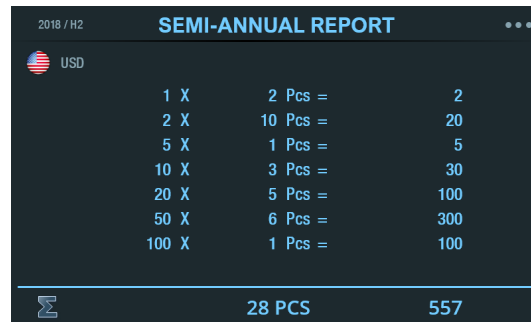 2018 / H2 SEMI-ANNUAL REPORT
USD
1 X 2 Pcs = 2
2 X 10 Pcs = 20
5 X 1 Pcs = 5
10 X 3 Pcs = 30
20 X 5 Pcs = 100
50 X 6 Pcs = 300
100 X 1 Pcs = 100
Σ 28 PCS 557